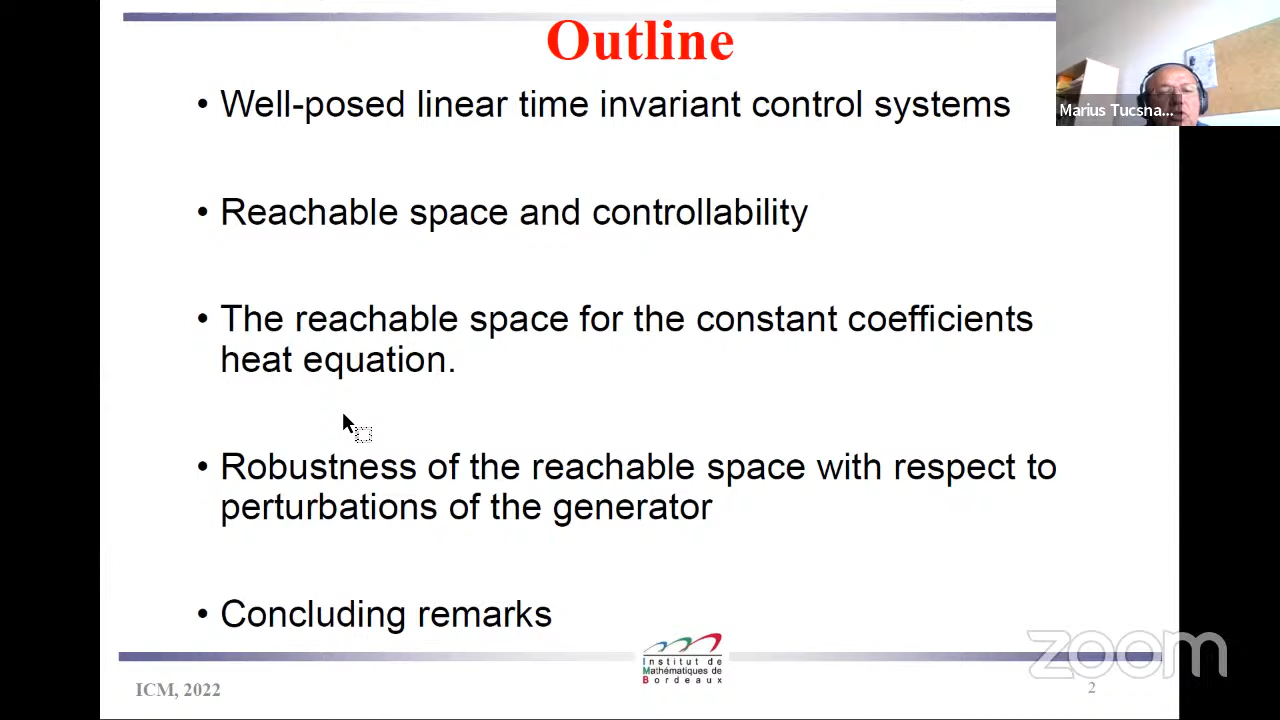 Outline
• Well-posed linear time invariant control systems
Marius Tucsna...
• Reachable space and controllability
• The reachable space for the constant coefficients
heat equation.
• Robustness of the reachable space with respect to
perturbations of the generator
• Concluding remarks
Institut de
Mathématiques de
Bordeaux
zoom
ICM, 2022
2